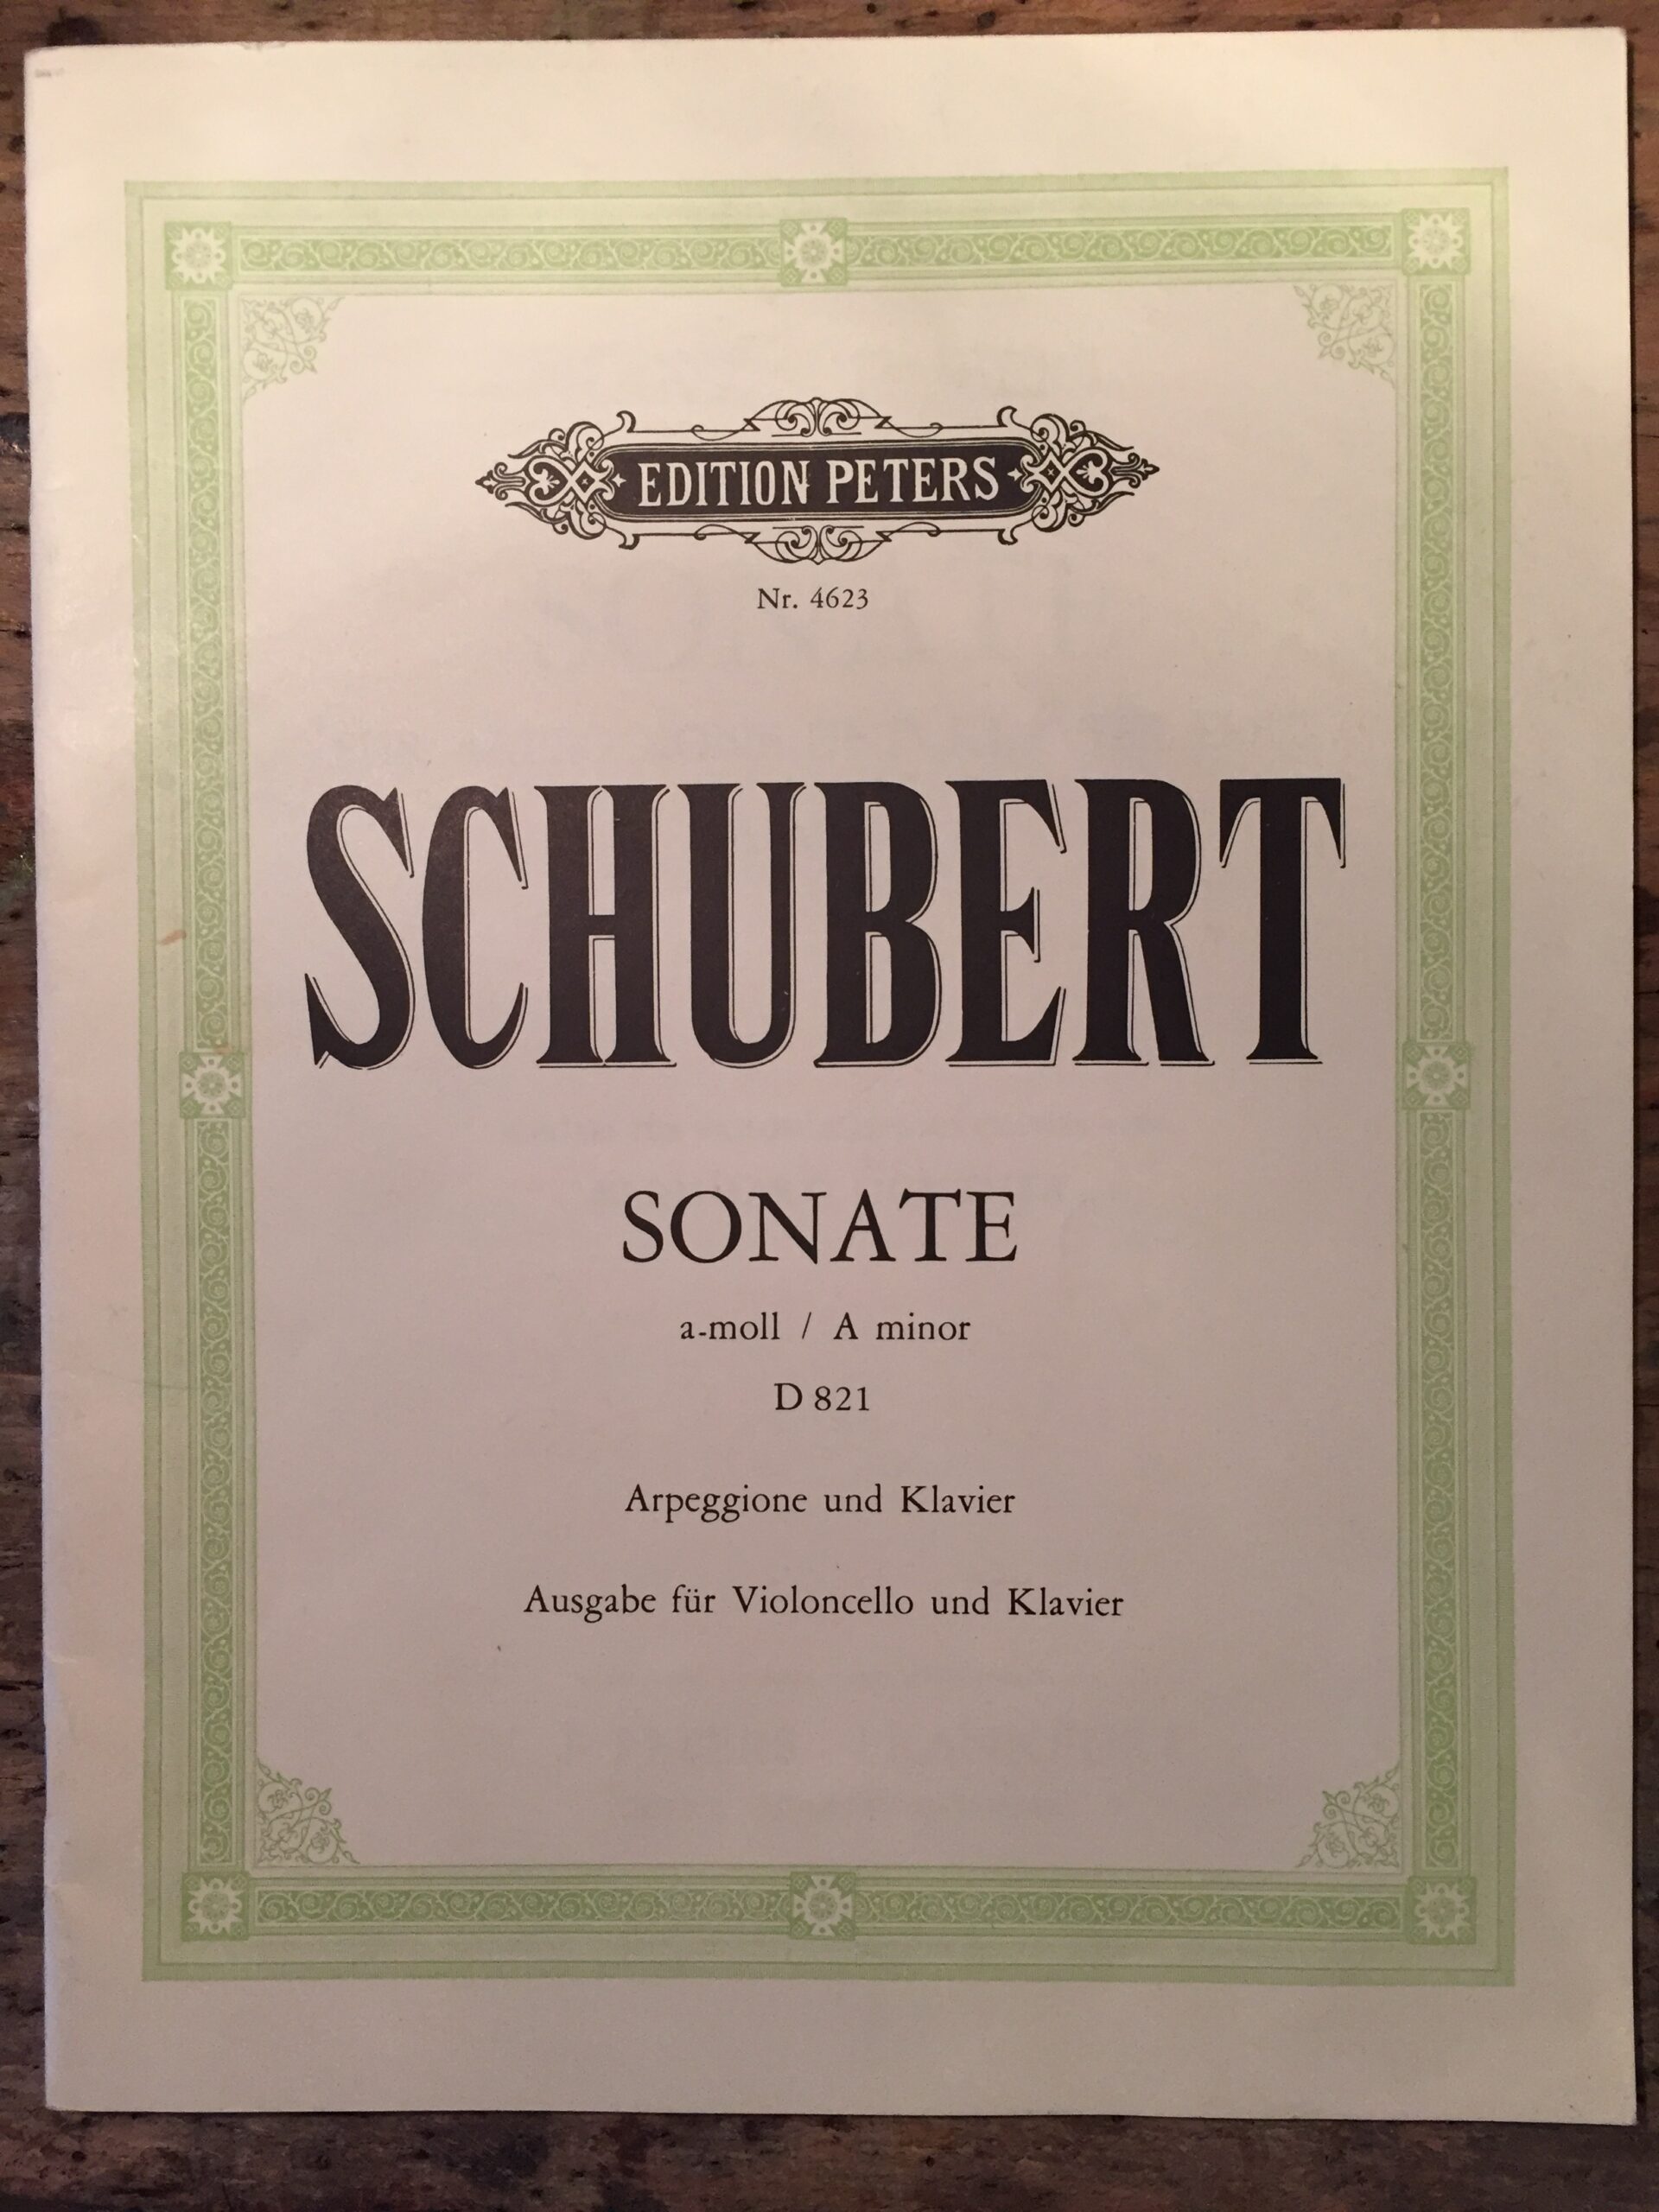 EDITION PETERS
Nr. 4623
SCHUBERT
SONATE
a-moll / A minor
D 821
Arpeggione und Klavier
Ausgabe für Violoncello und Klavier